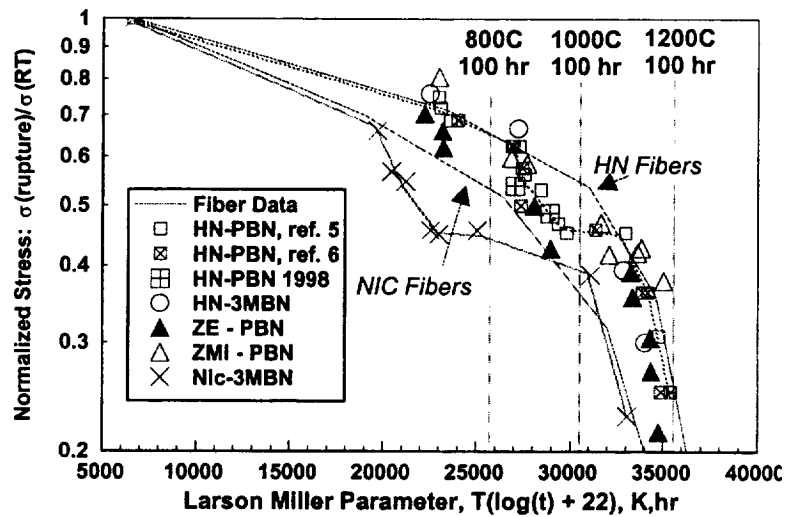 Normalized Stress: σ(rupture)/σ(RT)
1
0.8
0.7
0.6
0.5
0.4
0.3
0.2
800C
100 hr
1000C
100 hr
1200C
100 hr
HN Fibers
NIC Fibers
Fiber Data
HN-PBN, ref. 5
HN-PBN, ref. 6
HN-PBN 1998
HN-3MBN
ZE - PBN
ZMI - PBN
Nic-3MBN
5000 10000 15000 20000 25000 30000 35000 4000C
Larson Miller Parameter, T(log(t) + 22), K,hr